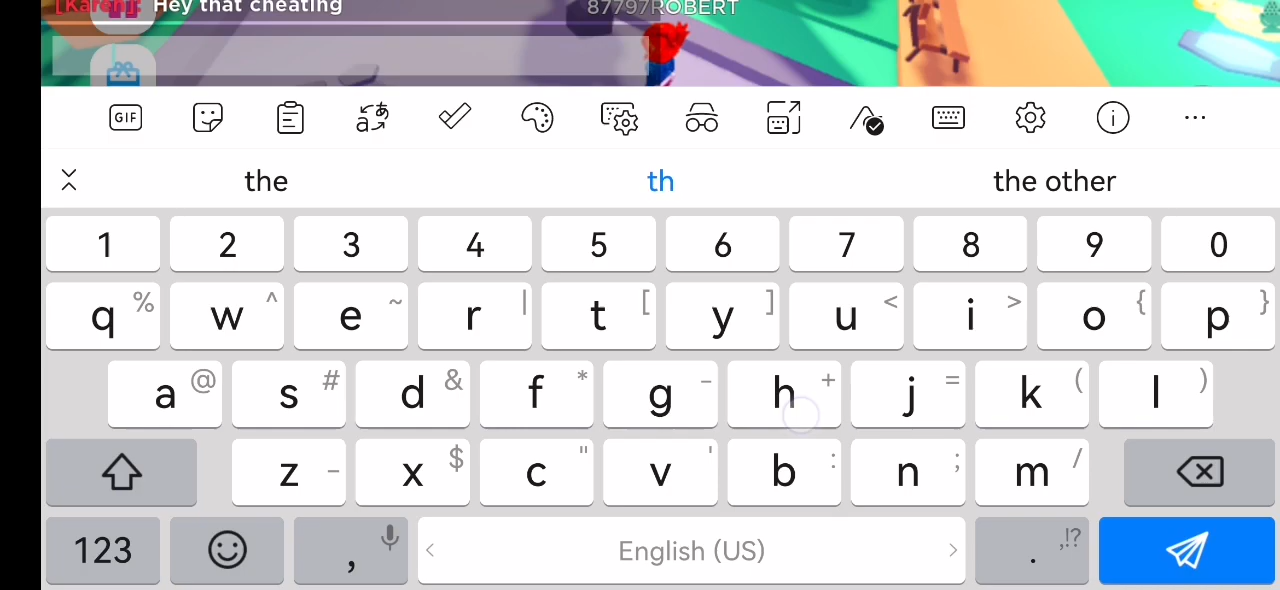 [Karen]: Hey that cheating
87797ROBERT
GIF
the th the other
1 2 3 4 5 6 7 8 9 0
q % w ^ e ~ r | t [ y ] u < i > o { p }
a @ s # d & f * g - h + j = k ( l )
z - x $ c " v ' b : n ; m /
123 , < English (US) > . ,!?